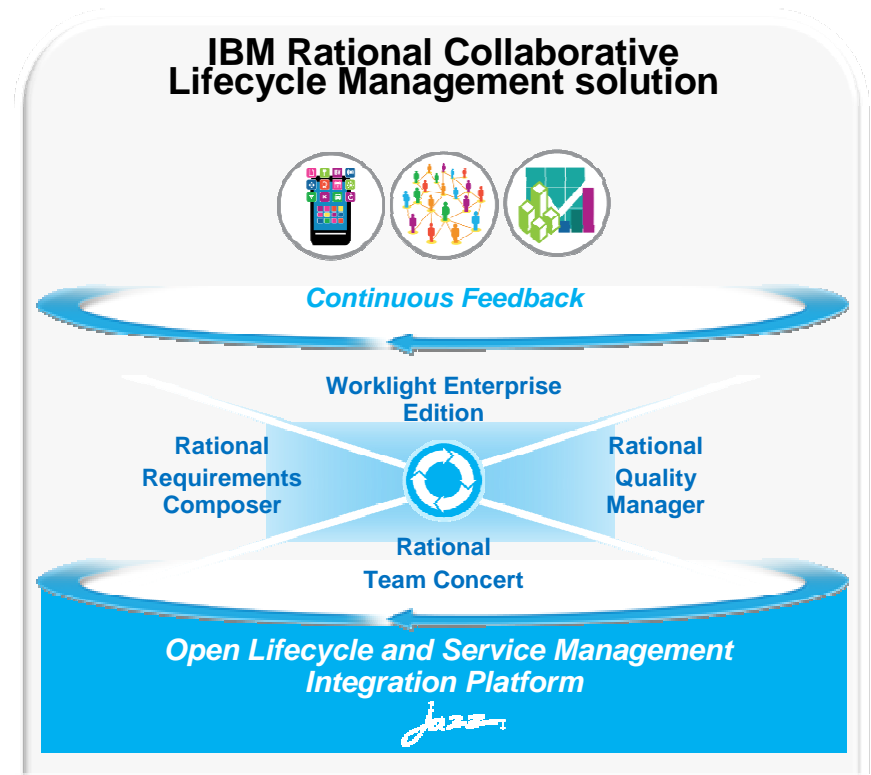 IBM Rational Collaborative
Lifecycle Management solution
Continuous Feedback
Worklight Enterprise
Edition
Rational
Requirements
Composer
Rational
Quality
Manager
Rational
Team Concert
Open Lifecycle and Service Management
Integration Platform
Jazz